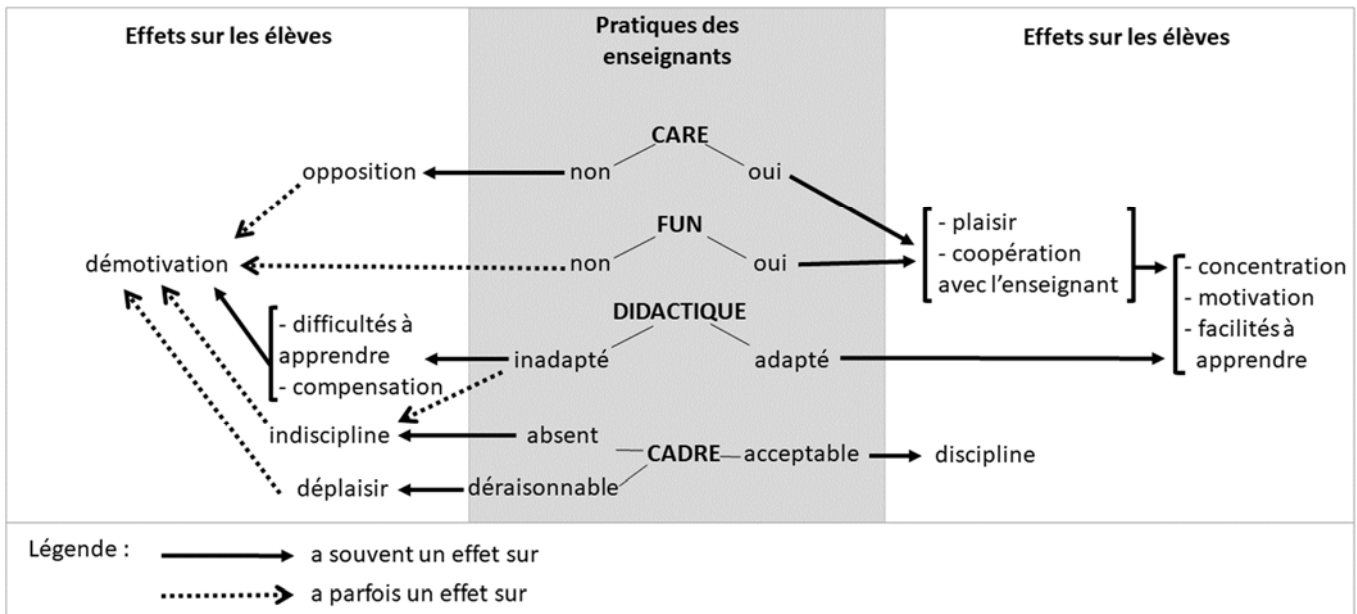 Effets sur les élèves
Pratiques des
enseignants
Effets sur les élèves
CARE
opposition
non
oui
FUN
- plaisir
- coopération
avec l'enseignant
démotivation
non
oui
- concentration
- motivation
- facilités à
apprendre
DIDACTIQUE
- difficultés à
apprendre
- compensation
inadapté
adapté
indiscipline
absent
CADRE
acceptable
discipline
déplaisir
déraisonnable
Légende :
a souvent un effet sur
a parfois un effet sur